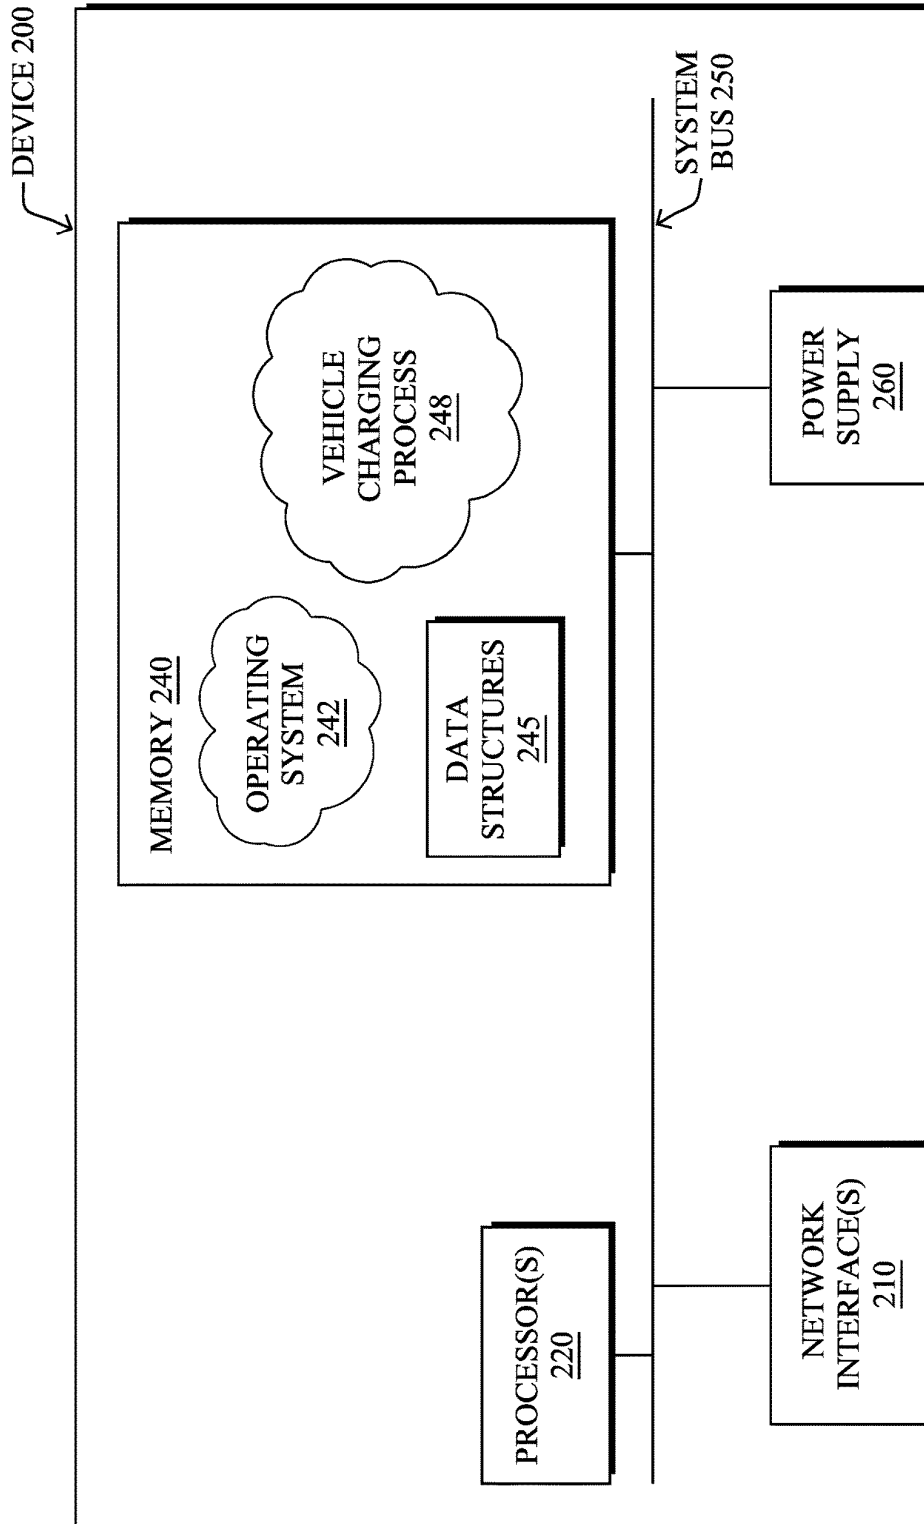 DEVICE 200
MEMORY 240
OPERATING
SYSTEM
242
VEHICLE
CHARGING
PROCESS
248
DATA
STRUCTURES
245
PROCESSOR(S)
220
SYSTEM
BUS 250
NETWORK
INTERFACE(S)
210
POWER
SUPPLY
260